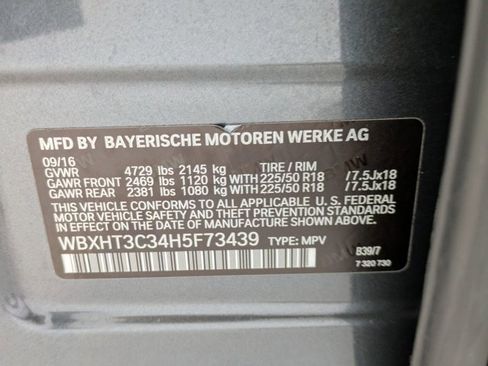 MFD BY BAYERISCHE MOTOREN WERKE AG
09/16
GVWR 4729 lbs 2145 kg TIRE / RIM
GAWR FRONT 2469 lbs 1120 kg WITH 225/50 R18 / 7.5Jx18
GAWR REAR 2381 lbs 1080 kg WITH 225/50 R18 / 7.5Jx18
THIS VEHICLE CONFORMS TO ALL APPLICABLE U. S. FEDERAL
MOTOR VEHICLE SAFETY, BUMPER, AND THEFT PREVENTION STANDARDS
IN EFFECT ON THE DATE OF MANUFACTURE SHOWN ABOVE.
WBXHT3C34H5F73439 TYPE: MPV B39/7
7 320 730